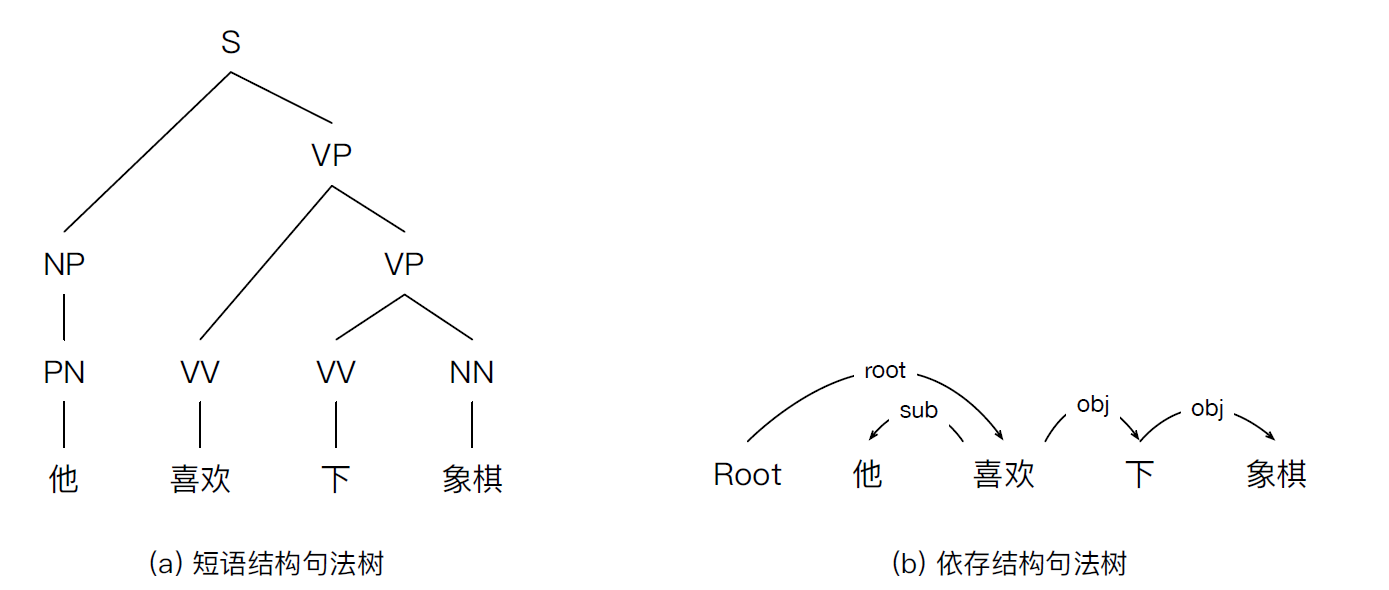 S
VP
NP VP
PN VV VV NN
他 喜欢 下 象棋
(a) 短语结构句法树
root
sub obj obj
Root 他 喜欢 下 象棋
(b) 依存结构句法树